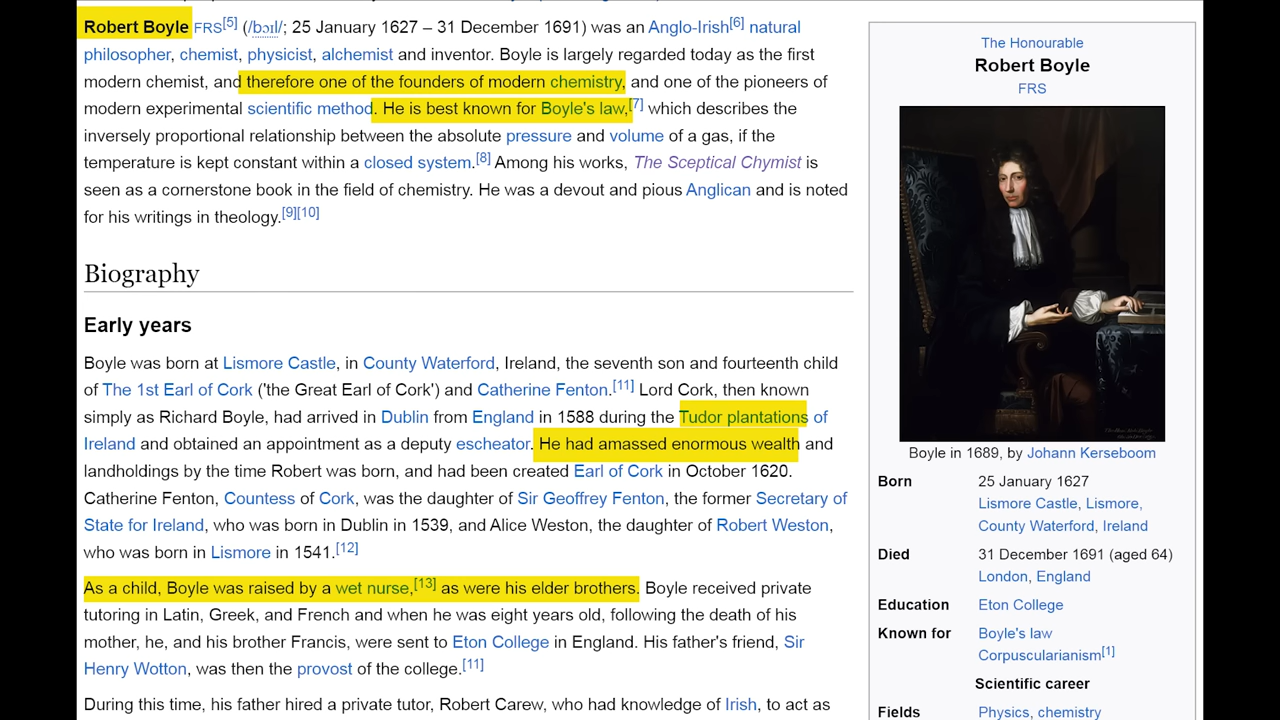 Robert Boyle FRS[5] (/bɔɪl/; 25 January 1627 – 31 December 1691) was an Anglo-Irish[6] natural
philosopher, chemist, physicist, alchemist and inventor. Boyle is largely regarded today as the first
modern chemist, and therefore one of the founders of modern chemistry, and one of the pioneers of
modern experimental scientific method. He is best known for Boyle's law,[7] which describes the
inversely proportional relationship between the absolute pressure and volume of a gas, if the
temperature is kept constant within a closed system.[8] Among his works, The Sceptical Chymist is
seen as a cornerstone book in the field of chemistry. He was a devout and pious Anglican and is noted
for his writings in theology.[9][10]
Biography
Early years
Boyle was born at Lismore Castle, in County Waterford, Ireland, the seventh son and fourteenth child
of The 1st Earl of Cork ('the Great Earl of Cork') and Catherine Fenton.[11] Lord Cork, then known
simply as Richard Boyle, had arrived in Dublin from England in 1588 during the Tudor plantations of
Ireland and obtained an appointment as a deputy escheator. He had amassed enormous wealth and
landholdings by the time Robert was born, and had been created Earl of Cork in October 1620.
Catherine Fenton, Countess of Cork, was the daughter of Sir Geoffrey Fenton, the former Secretary of
State for Ireland, who was born in Dublin in 1539, and Alice Weston, the daughter of Robert Weston,
who was born in Lismore in 1541.[12]
As a child, Boyle was raised by a wet nurse,[13] as were his elder brothers. Boyle received private
tutoring in Latin, Greek, and French and when he was eight years old, following the death of his
mother, he, and his brother Francis, were sent to Eton College in England. His father's friend, Sir
Henry Wotton, was then the provost of the college.[11]
During this time, his father hired a private tutor, Robert Carew, who had knowledge of Irish, to act as
The Honourable
Robert Boyle
FRS
Boyle in 1689, by Johann Kerseboom
Born 25 January 1627
Lismore Castle, Lismore,
County Waterford, Ireland
Died 31 December 1691 (aged 64)
London, England
Education Eton College
Known for Boyle's law
Corpuscularianism[1]
Scientific career
Fields Physics, chemistry